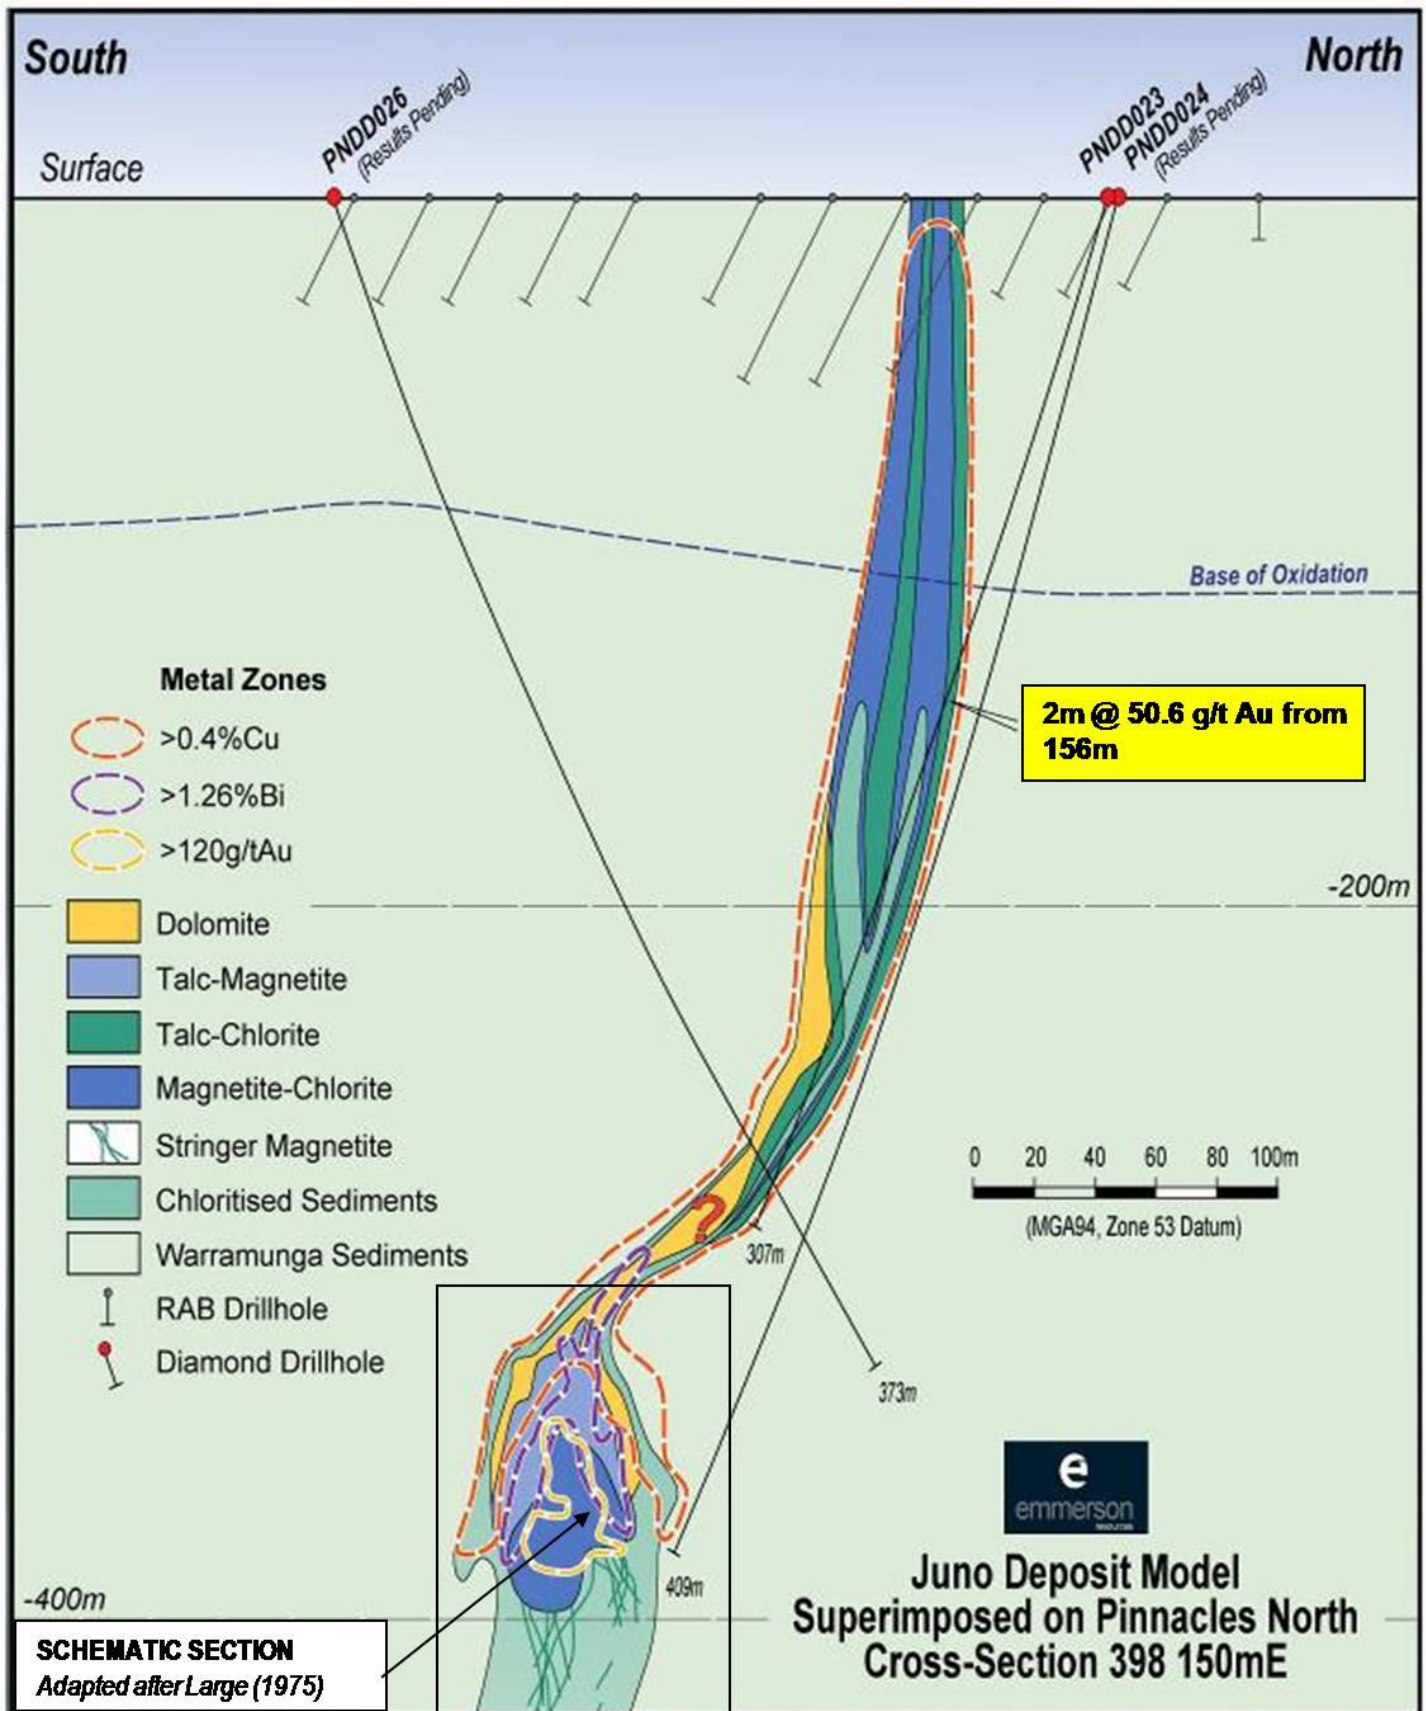 South
North
PNDD026
(Results Pending)
PNDD023
PNDD024
(Results Pending)
Surface
Base of Oxidation
Metal Zones
>0.4%Cu
>1.26%Bi
>120g/tAu
2m @ 50.6 g/t Au from
156m
-200m
Dolomite
Talc-Magnetite
Talc-Chlorite
Magnetite-Chlorite
Stringer Magnetite
Chloritised Sediments
Warramunga Sediments
RAB Drillhole
Diamond Drillhole
0 20 40 60 80 100m
(MGA94, Zone 53 Datum)
?
307m
373m
409m
e
emmerson
RESOURCES
Juno Deposit Model
Superimposed on Pinnacles North
Cross-Section 398 150mE
-400m
SCHEMATIC SECTION
Adapted after Large (1975)